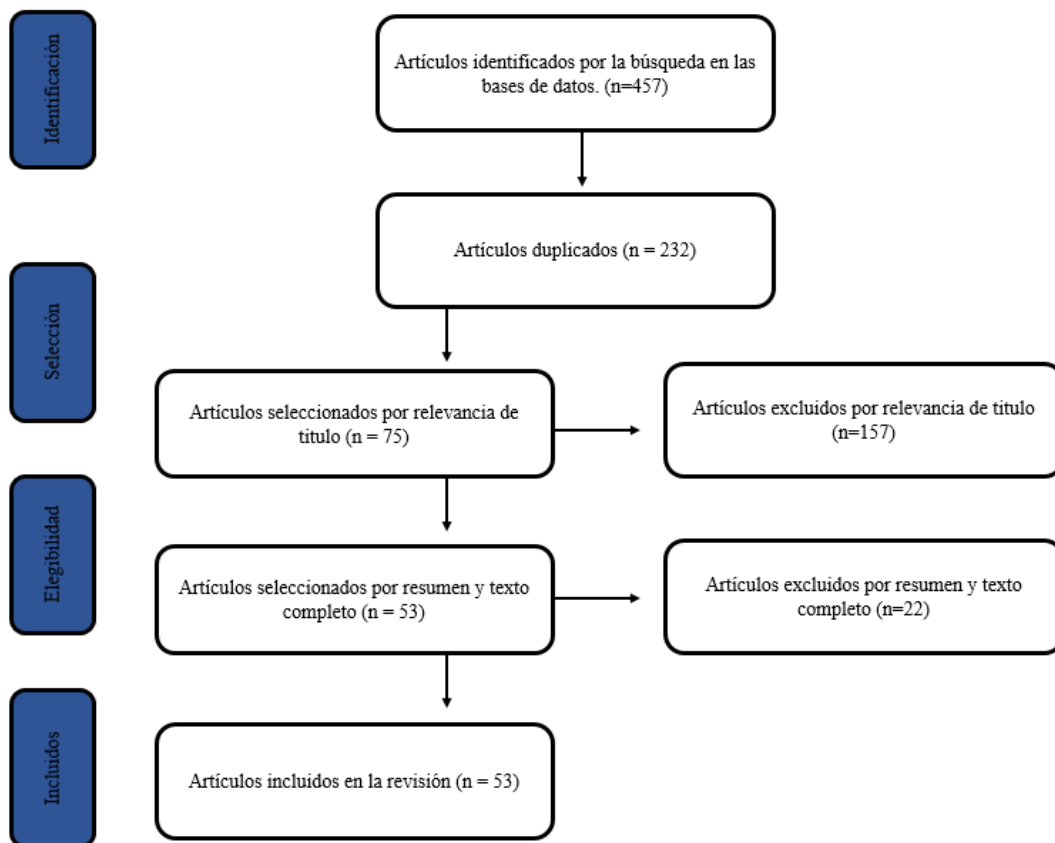 Identificación
Artículos identificados por la búsqueda en las
bases de datos. (n=457)
Artículos duplicados (n = 232)
Selección
Artículos seleccionados por relevancia de
titulo (n = 75)
Artículos excluidos por relevancia de titulo
(n=157)
Elegibilidad
Artículos seleccionados por resumen y texto
completo (n = 53)
Artículos excluidos por resumen y texto
completo (n=22)
Incluidos
Artículos incluidos en la revisión (n = 53)